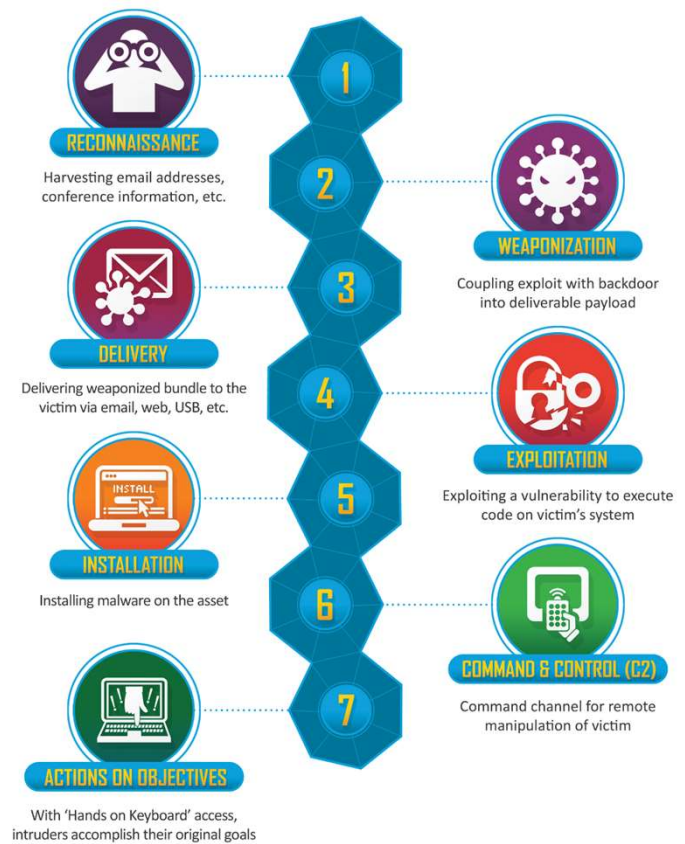 1
RECONNAISSANCE
Harvesting email addresses,
conference information, etc.
2
WEAPONIZATION
Coupling exploit with backdoor
into deliverable payload
3
DELIVERY
Delivering weaponized bundle to the
victim via email, web, USB, etc.
4
EXPLOITATION
Exploiting a vulnerability to execute
code on victim's system
5
INSTALL
INSTALLATION
Installing malware on the asset
6
COMMAND & CONTROL (C2)
Command channel for remote
manipulation of victim
7
ACTIONS ON OBJECTIVES
With ‘Hands on Keyboard’ access,
intruders accomplish their original goals